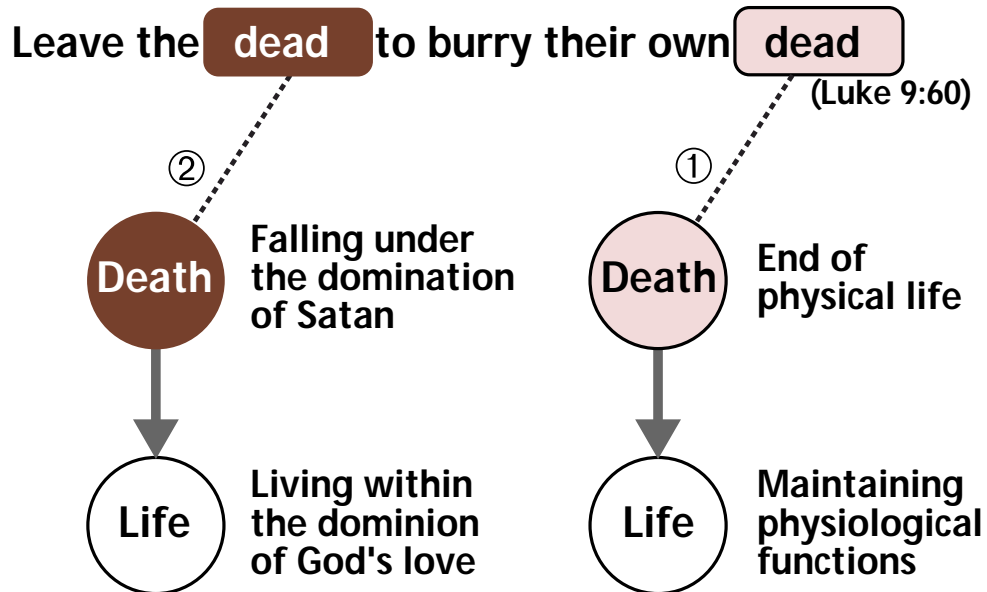 Leave the dead to burry their own dead
(Luke 9:60)
②
①
Death
Falling under
the domination
of Satan
Death
End of
physical life
Life
Living within
the dominion
of God's love
Life
Maintaining
physiological
functions